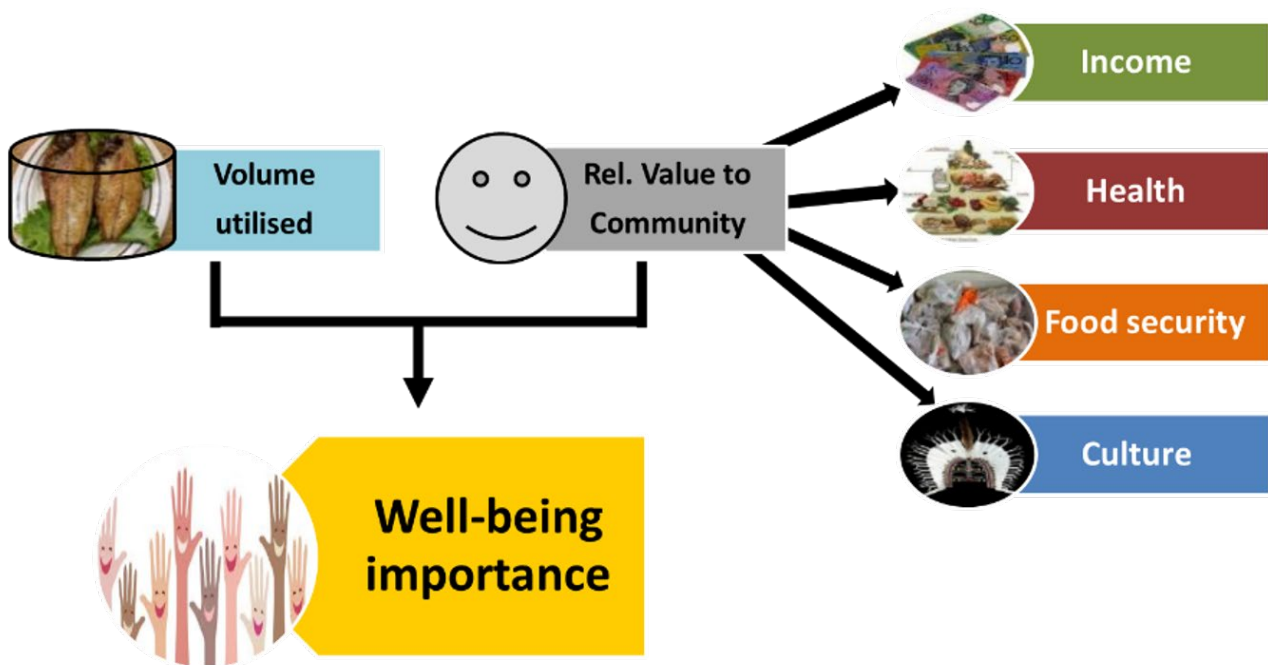 Volume
utilised
Rel. Value to
Community
Income
Health
Food security
Culture
Well-being
importance